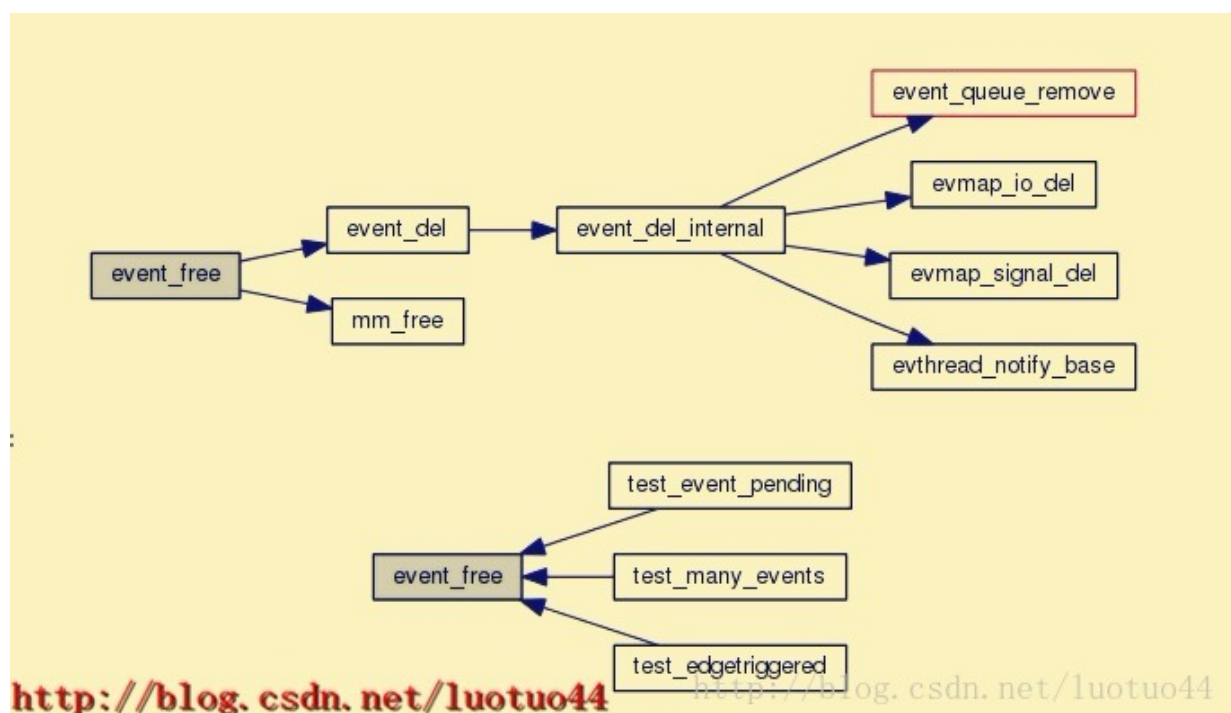 event_queue_remove
evmap_io_del
event_del
event_del_internal
event_free
evmap_signal_del
mm_free
evthread_notify_base
:
test_event_pending
event_free
test_many_events
test_edgetriggered
http://blog.csdn.net/luotuo44
http://blog.csdn.net/luotuo44